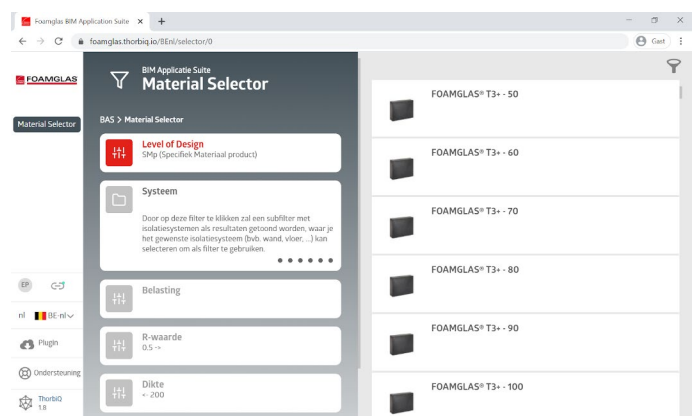 Foamglas BIM Application Suite
foamglas.thorbiq.io/BEnl/selector/0
Gast
FOAMGLAS
Material Selector
BIM Applicatie Suite
Material Selector
BAS > Material Selector
Level of Design
SMp (Specifiek Materiaal product)
Systeem
Door op deze filter te klikken zal een subfilter met
isolatiesystemen als resultaten getoond worden, waar je
het gewenste isolatiesysteem (bvb. wand, vloer, ...) kan
selecteren om als filter te gebruiken.
Belasting
R-waarde
0.5 ->
Dikte
<- 200
EP
nl BE-nl
Plugin
Ondersteuning
ThorbiQ
1.8
FOAMGLAS® T3+ - 50
FOAMGLAS® T3+ - 60
FOAMGLAS® T3+ - 70
FOAMGLAS® T3+ - 80
FOAMGLAS® T3+ - 90
FOAMGLAS® T3+ - 100